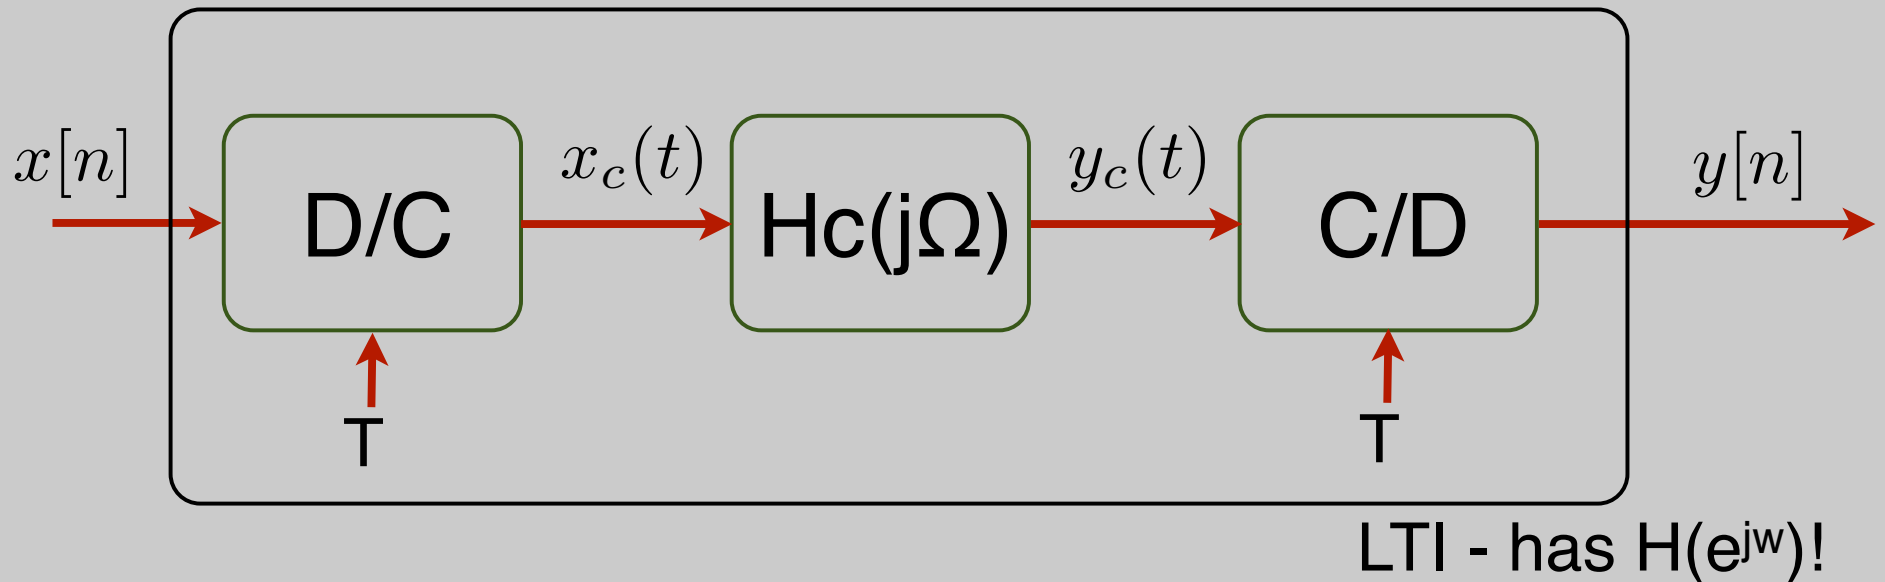 x[n]
x_c(t)
y_c(t)
y[n]
D/C
Hc(jΩ)
C/D
T
T
LTI - has H(e^jw)!